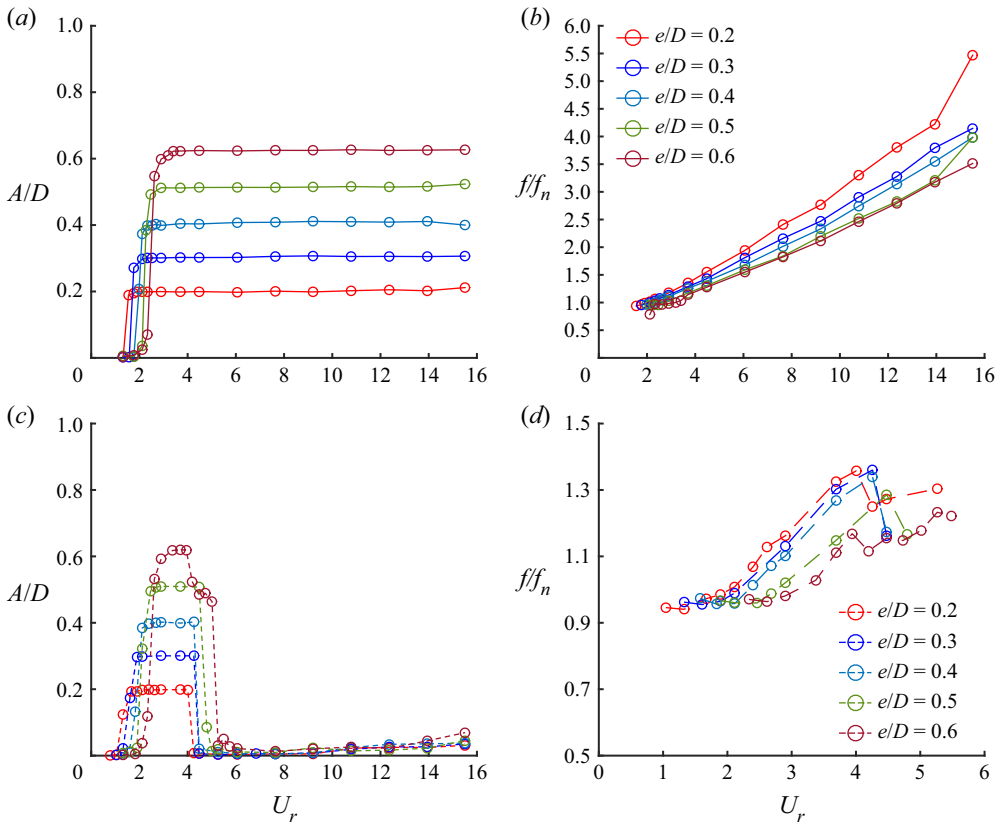 (a)
1.0
0.8
0.6
0.4
0.2
0
A/D
2 4 6 8 10 12 14 16
(b)
6.0
5.5
5.0
4.5
4.0
3.5
3.0
2.5
2.0
1.5
1.0
0.5
0
f/fn
e/D = 0.2
e/D = 0.3
e/D = 0.4
e/D = 0.5
e/D = 0.6
2 4 6 8 10 12 14 16
(c)
1.0
0.8
0.6
0.4
0.2
0
A/D
2 4 6 8 10 12 14 16
Ur
(d)
1.5
1.3
1.1
0.9
0.7
0.5
f/fn
e/D = 0.2
e/D = 0.3
e/D = 0.4
e/D = 0.5
e/D = 0.6
0 1 2 3 4 5 6
Ur